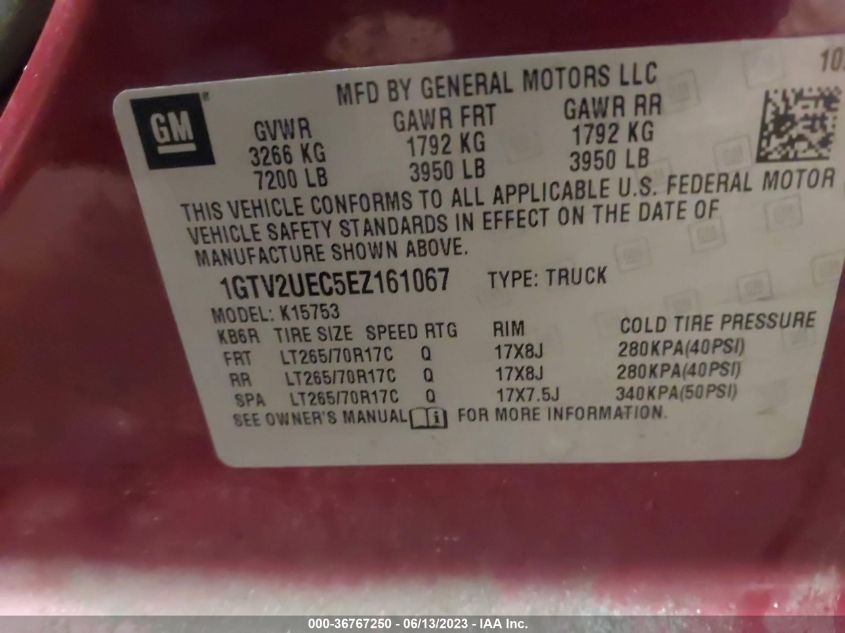 MFD BY GENERAL MOTORS LLC
10
GM
GVWR GAWR FRT GAWR RR
3266 KG 1792 KG 1792 KG
7200 LB 3950 LB 3950 LB
THIS VEHICLE CONFORMS TO ALL APPLICABLE U.S. FEDERAL MOTOR
VEHICLE SAFETY STANDARDS IN EFFECT ON THE DATE OF
MANUFACTURE SHOWN ABOVE.
1GTV2UEC5EZ161067 TYPE: TRUCK
MODEL: K15753
KB6R TIRE SIZE SPEED RTG RIM COLD TIRE PRESSURE
FRT LT265/70R17C Q 17X8J 280KPA(40PSI)
RR LT265/70R17C Q 17X8J 280KPA(40PSI)
SPA LT265/70R17C Q 17X7.5J 340KPA(50PSI)
SEE OWNER'S MANUAL i FOR MORE INFORMATION.
000-36767250 - 06/13/2023 - IAA Inc.